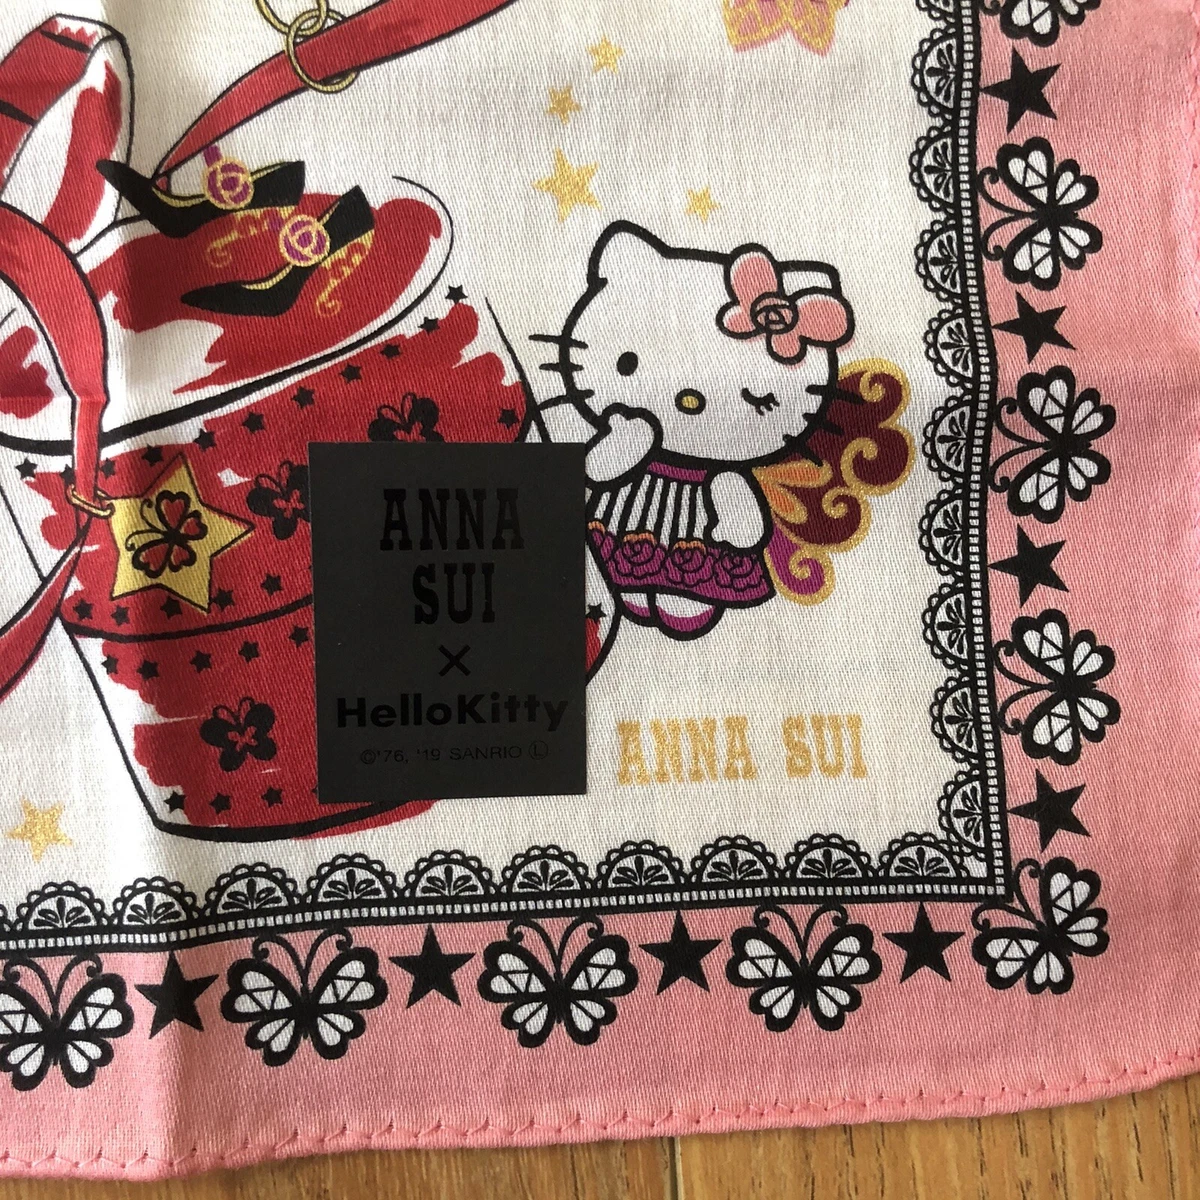 ANNA
SUI
×
HelloKitty
©'76, '19 SANRIO Ⓛ
ANNA SUI